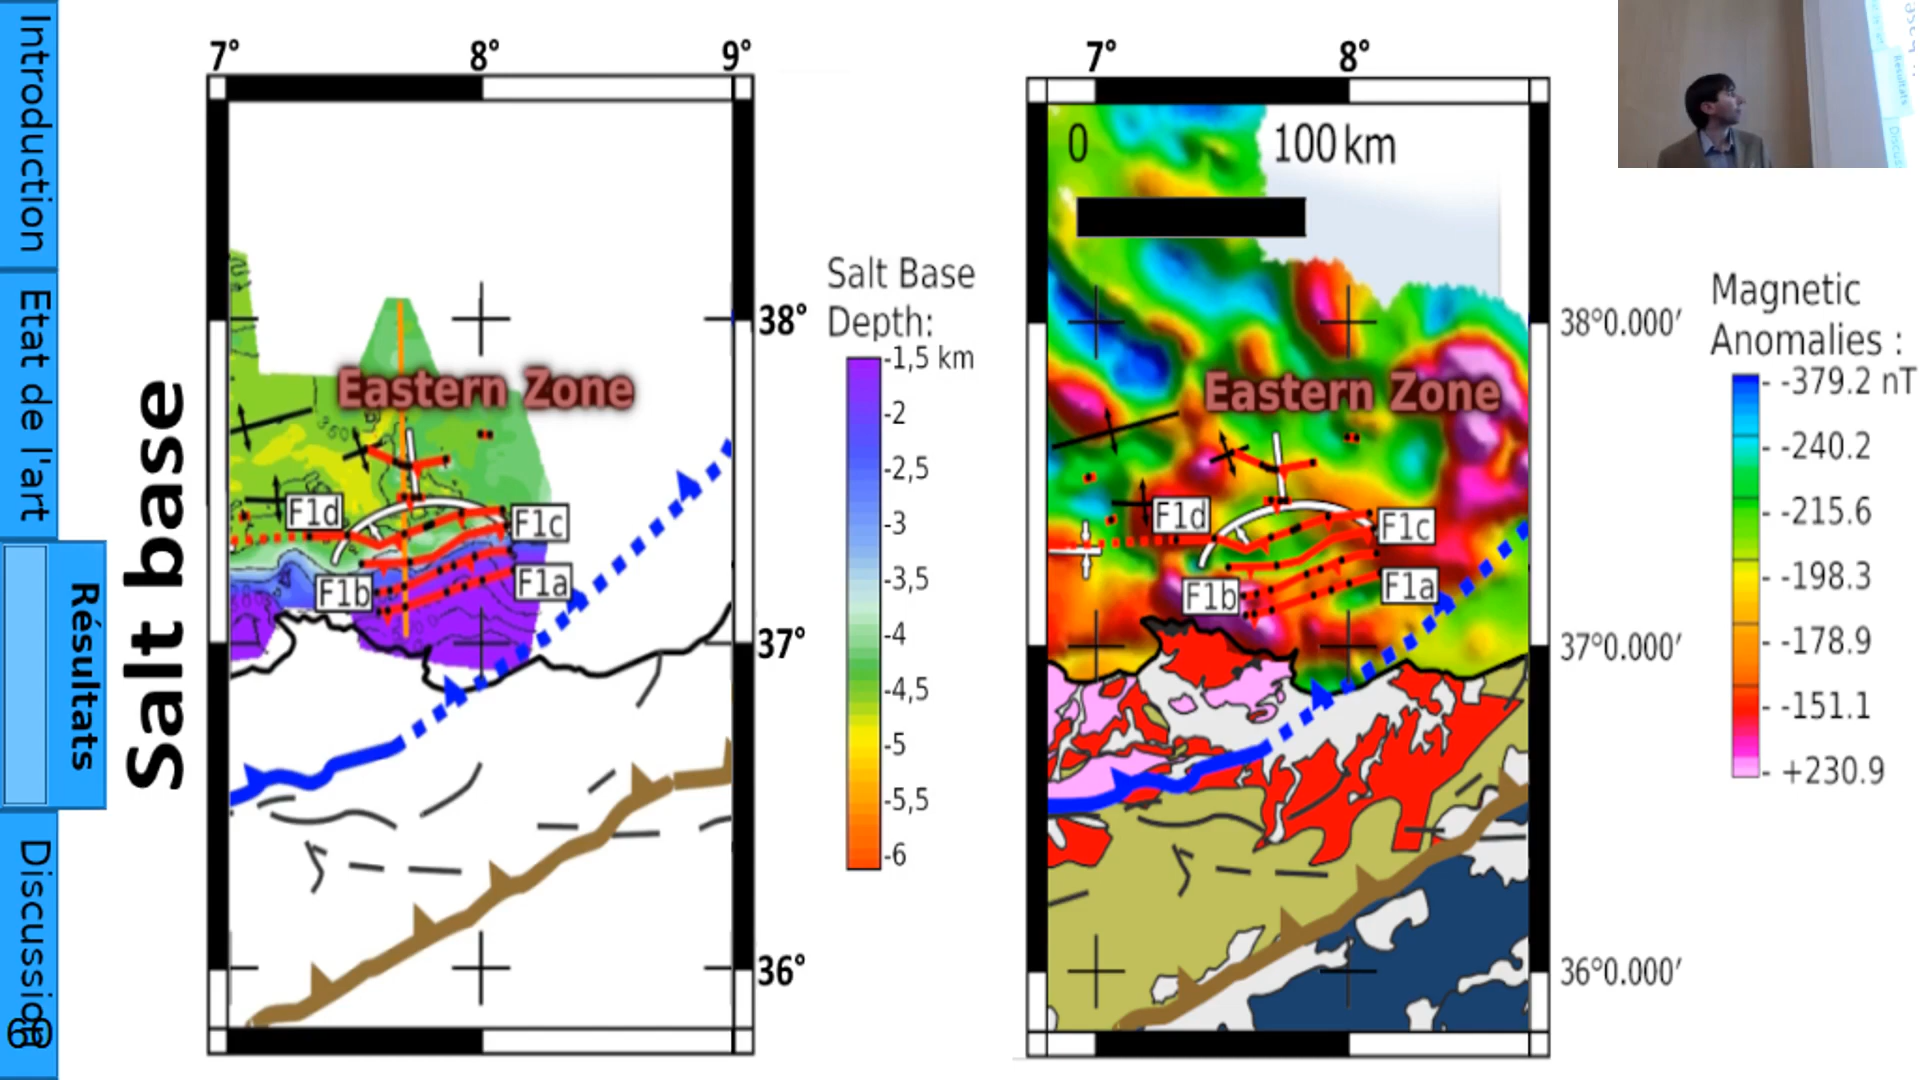 Introduction
Etat de l'art
Résultats
Discussion
60
Salt base
7°
8°
9°
38°
37°
36°
Eastern Zone
F1d
F1c
F1b
F1a
Salt Base
Depth:
-1,5 km
-2
-2,5
-3
-3,5
-4
-4,5
-5
-5,5
-6
7°
8°
0
100 km
Eastern Zone
F1d
F1c
F1b
F1a
38°0.000′
37°0.000′
36°0.000′
Magnetic
Anomalies :
-379.2 nT
-240.2
-215.6
-198.3
-178.9
-151.1
+230.9
Résultats